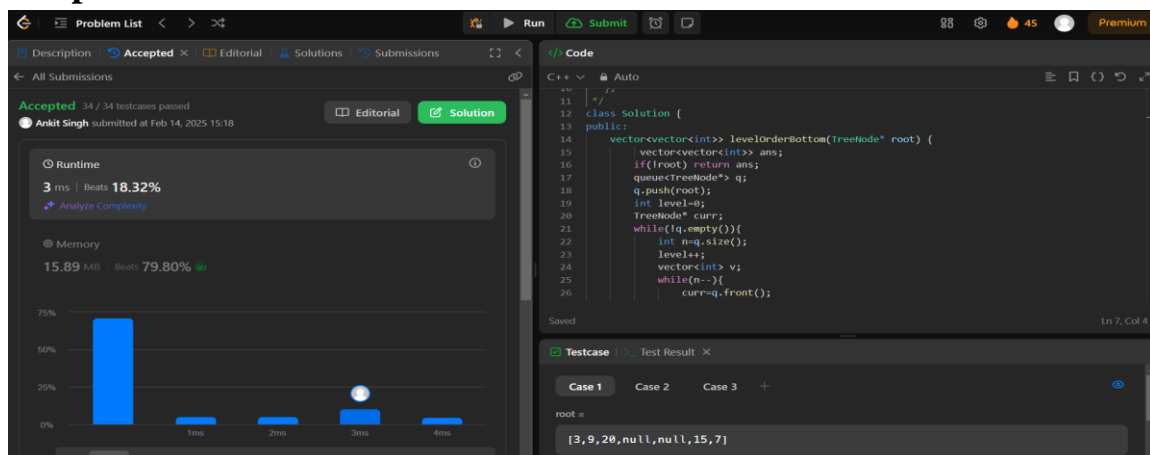 Problem List
Run
Submit
45
Premium
Description
Accepted
Editorial
Solutions
Submissions
All Submissions
Accepted 34 / 34 testcases passed
Ankit Singh submitted at Feb 14, 2025 15:18
Editorial
Solution
Runtime
3 ms | Beats 18.32%
Analyze Complexity
Memory
15.89 MB | Beats 79.80%
75%
50%
25%
0%
1ms
2ms
3ms
4ms
</> Code
C++
Auto
11 */
12 class Solution {
13 public:
14 vector<vector<int>> levelOrderBottom(TreeNode* root) {
15 vector<vector<int>> ans;
16 if(!root) return ans;
17 queue<TreeNode*> q;
18 q.push(root);
19 int level=0;
20 TreeNode* curr;
21 while(!q.empty()){
22 int n=q.size();
23 level++;
24 vector<int> v;
25 while(n--){
26 curr=q.front();
Saved
Ln 7, Col 4
Testcase
Test Result
Case 1
Case 2
Case 3
root =
[3,9,20,null,null,15,7]